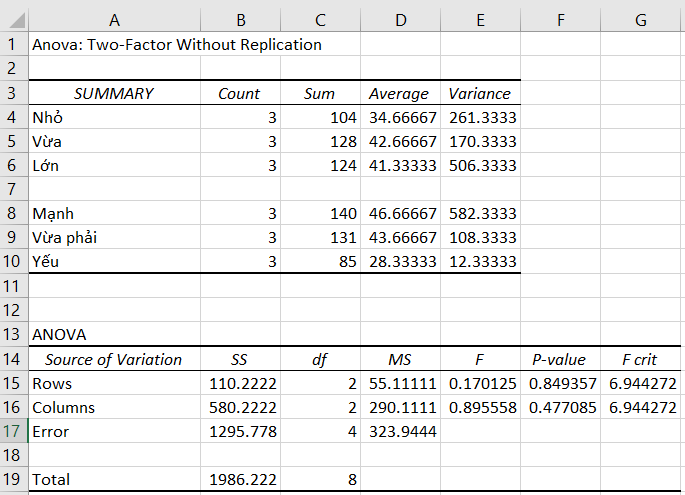 A B C D E F G
1 Anova: Two-Factor Without Replication
2
3 SUMMARY Count Sum Average Variance
4 Nhỏ 3 104 34.66667 261.3333
5 Vừa 3 128 42.66667 170.3333
6 Lớn 3 124 41.33333 506.3333
7
8 Mạnh 3 140 46.66667 582.3333
9 Vừa phải 3 131 43.66667 108.3333
10 Yếu 3 85 28.33333 12.33333
11
12
13 ANOVA
14 Source of Variation SS df MS F P-value F crit
15 Rows 110.2222 2 55.11111 0.170125 0.849357 6.944272
16 Columns 580.2222 2 290.1111 0.895558 0.477085 6.944272
17 Error 1295.778 4 323.9444
18
19 Total 1986.222 8